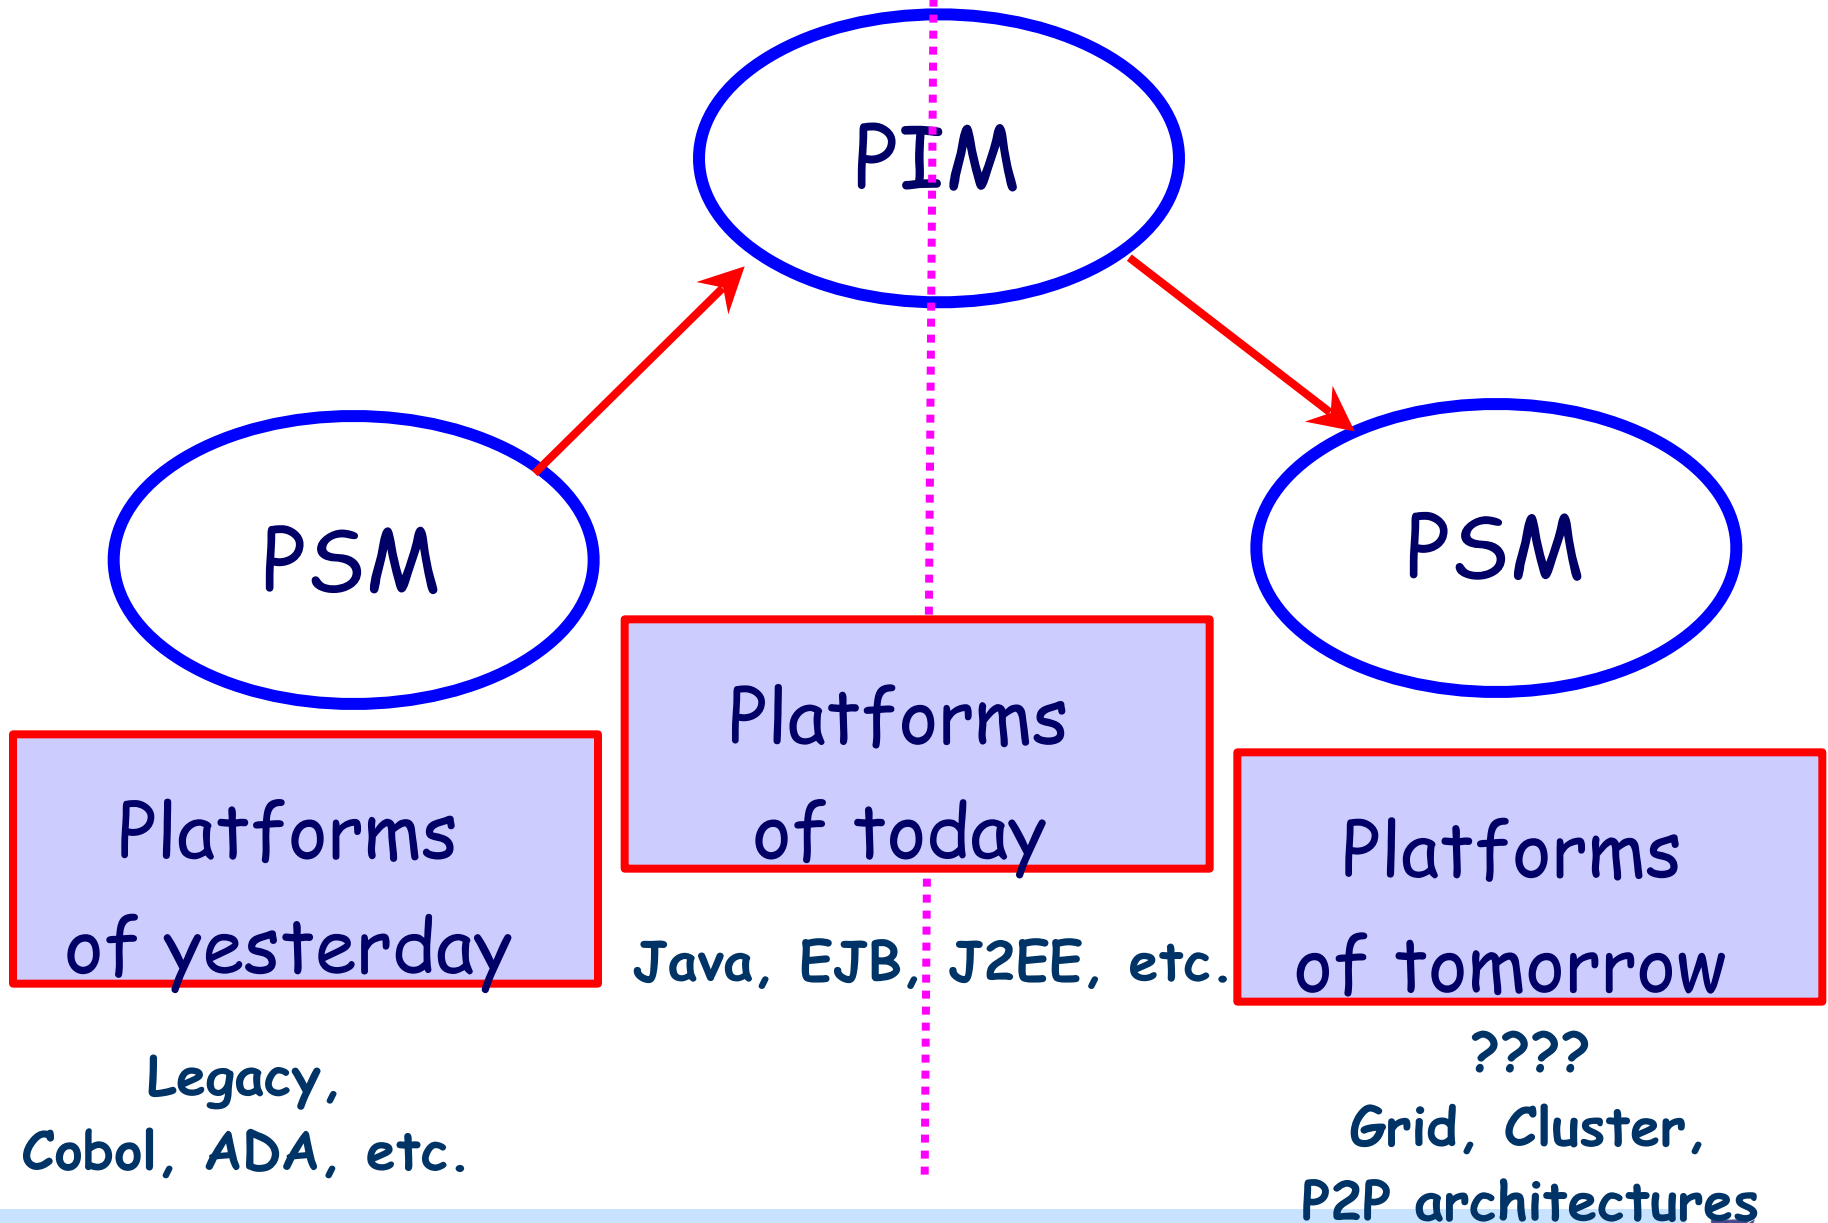 PIM
PSM
PSM
Platforms
of yesterday
Platforms
of today
Platforms
of tomorrow
Java, EJB, J2EE, etc.
Legacy,
Cobol, ADA, etc.
????
Grid, Cluster,
P2P architectures